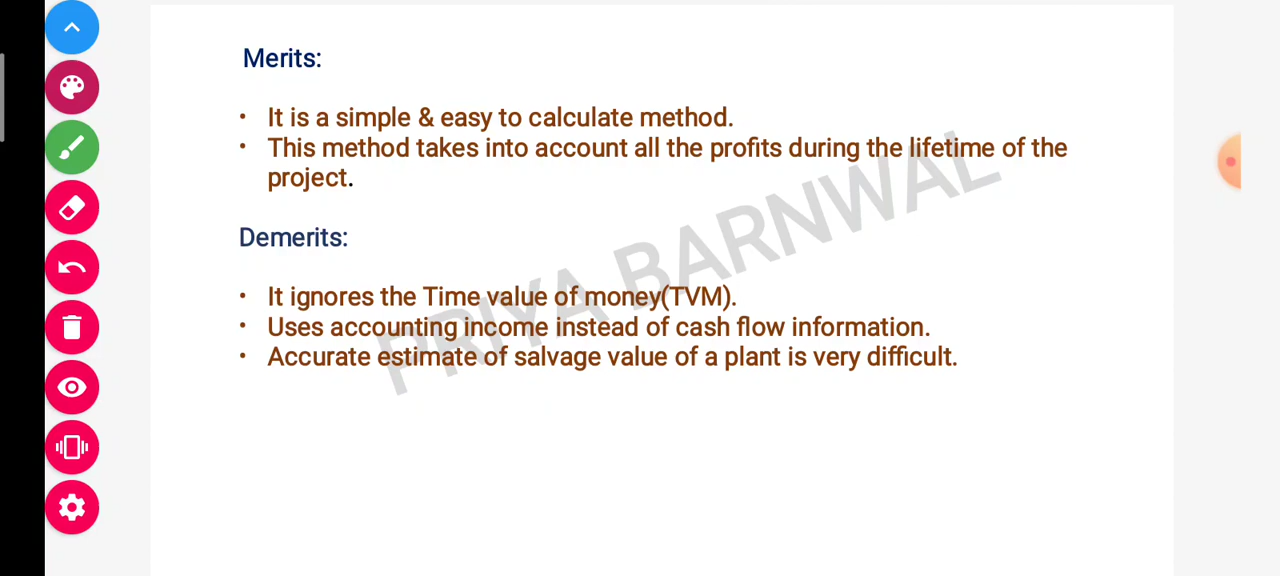 Merits:
• It is a simple & easy to calculate method.
• This method takes into account all the profits during the lifetime of the
project.
Demerits:
• It ignores the Time value of money(TVM).
• Uses accounting income instead of cash flow information.
• Accurate estimate of salvage value of a plant is very difficult.
PRIYA BARNWAL